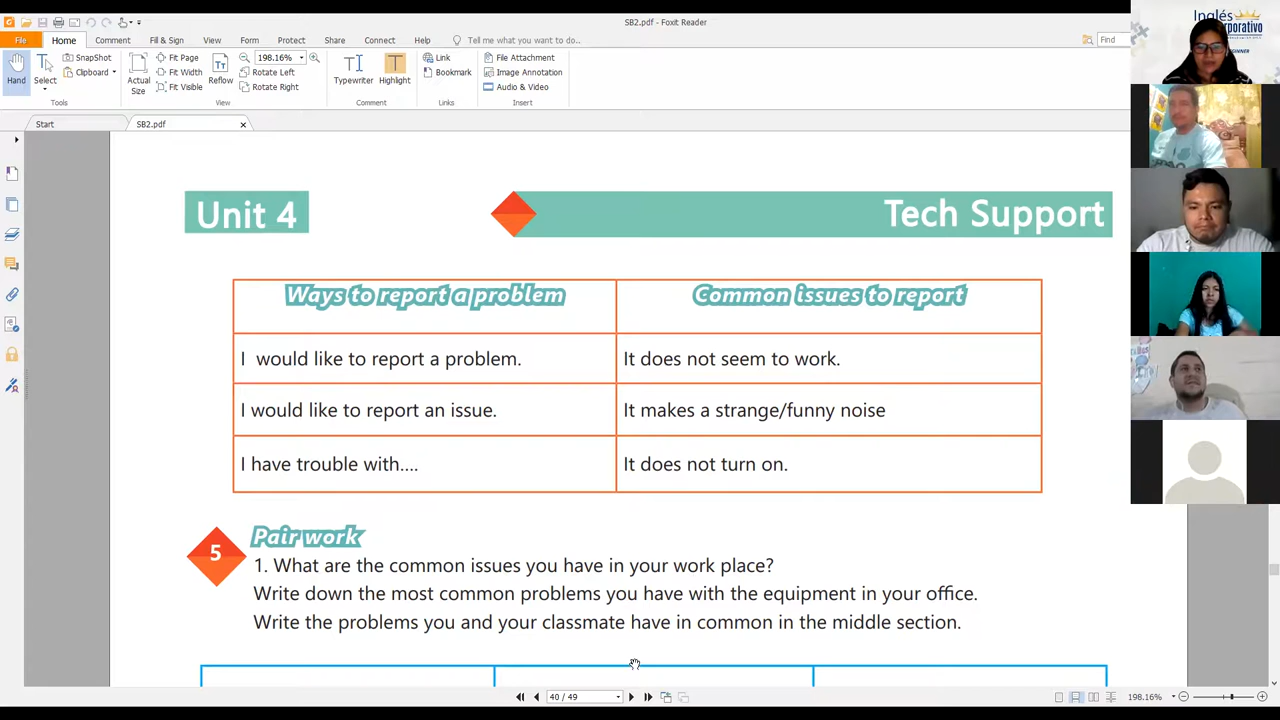 SB2.pdf - Foxit Reader
File Home Comment Fill & Sign View Form Protect Share Connect Help Tell me what you want to do... Find
Hand Select SnapShot Clipboard
Actual Size Fit Page Fit Width Fit Visible Reflow 198.16% Rotate Left Rotate Right
Typewriter Highlight
Link Bookmark
File Attachment Image Annotation Audio & Video
Tools View Comment Links Insert
Start SB2.pdf
Unit 4 Tech Support
Ways to report a problem Common issues to report
I would like to report a problem. It does not seem to work.
I would like to report an issue. It makes a strange/funny noise
I have trouble with.... It does not turn on.
5 Pair work
1. What are the common issues you have in your work place?
Write down the most common problems you have with the equipment in your office.
Write the problems you and your classmate have in common in the middle section.
40 / 49 198.16%
Inglés